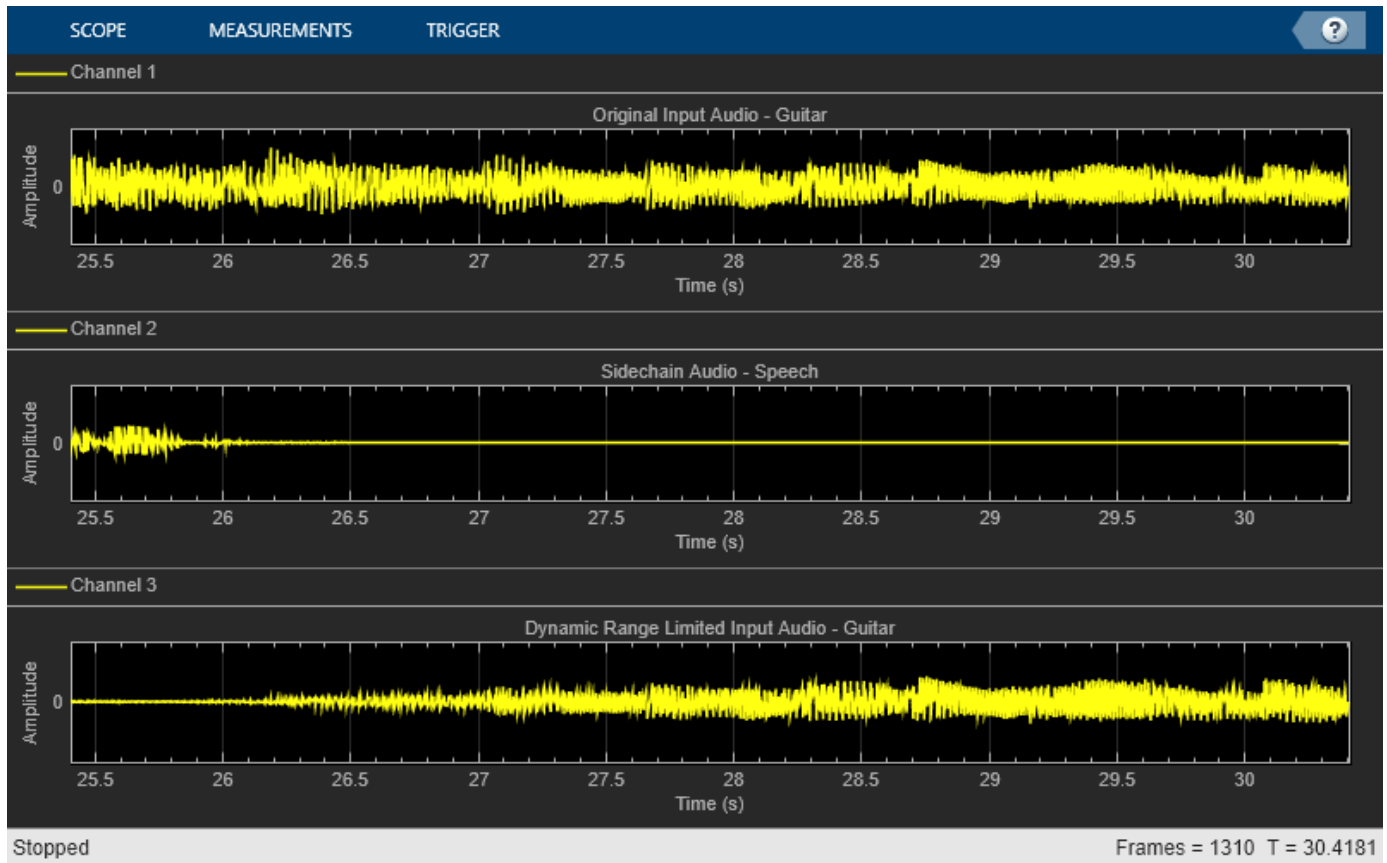 SCOPE MEASUREMENTS TRIGGER ?
Channel 1
Original Input Audio - Guitar
Amplitude
0
25.5 26 26.5 27 27.5 28 28.5 29 29.5 30
Time (s)
Channel 2
Sidechain Audio - Speech
Amplitude
0
25.5 26 26.5 27 27.5 28 28.5 29 29.5 30
Time (s)
Channel 3
Dynamic Range Limited Input Audio - Guitar
Amplitude
0
25.5 26 26.5 27 27.5 28 28.5 29 29.5 30
Time (s)
Stopped Frames = 1310 T = 30.4181